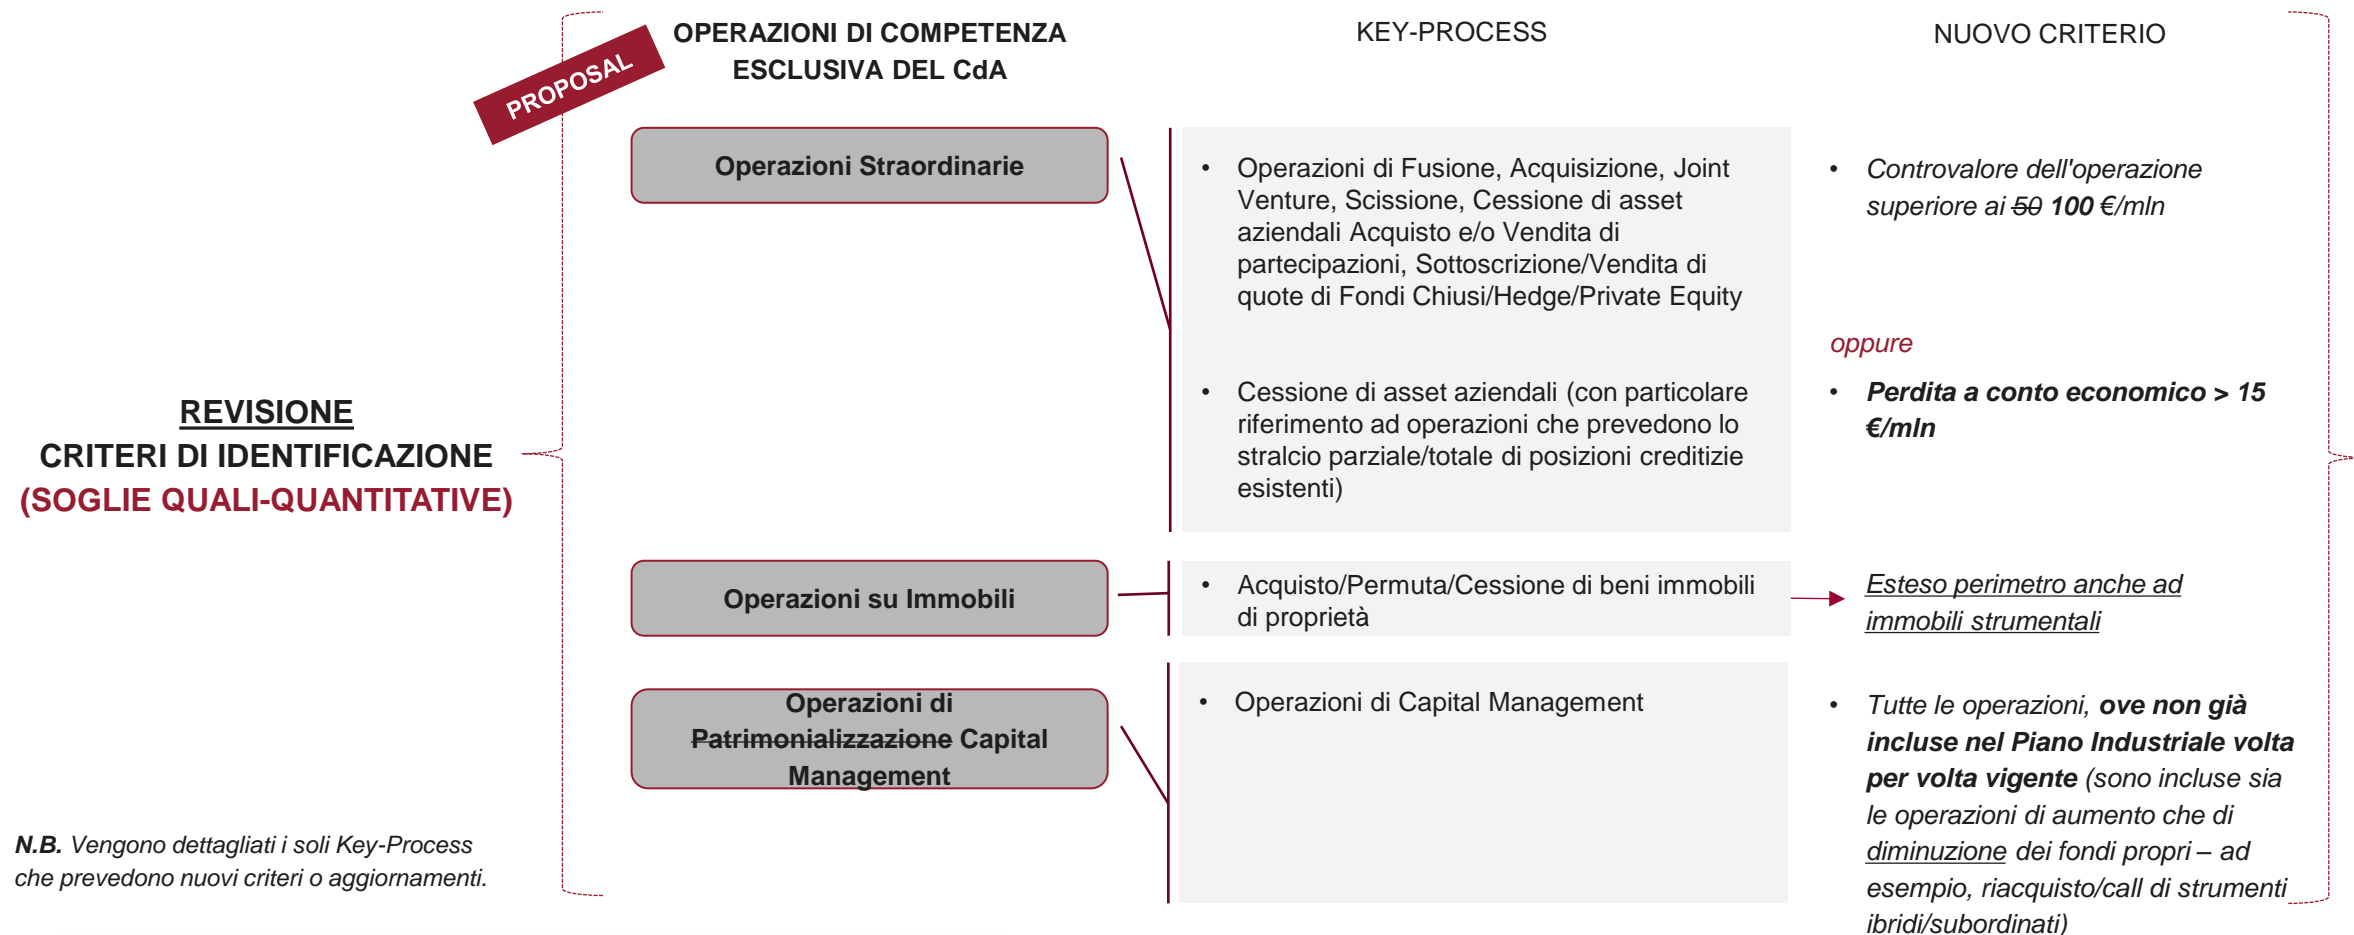 PROPOSAL
OPERAZIONI DI COMPETENZA
ESCLUSIVA DEL CdA
KEY-PROCESS
NUOVO CRITERIO
REVISIONE
CRITERI DI IDENTIFICAZIONE
(SOGLIE QUALI-QUANTITATIVE)
Operazioni Straordinarie
• Operazioni di Fusione, Acquisizione, Joint
Venture, Scissione, Cessione di asset
aziendali Acquisto e/o Vendita di
partecipazioni, Sottoscrizione/Vendita di
quote di Fondi Chiusi/Hedge/Private Equity
• Controvalore dell'operazione
superiore ai 50 100 €/mln
oppure
• Cessione di asset aziendali (con particolare
riferimento ad operazioni che prevedono lo
stralcio parziale/totale di posizioni creditizie
esistenti)
• Perdita a conto economico > 15
€/mln
Operazioni su Immobili
• Acquisto/Permuta/Cessione di beni immobili
di proprietà
Esteso perimetro anche ad
immobili strumentali
Operazioni di
Patrimonializzazione Capital
Management
• Operazioni di Capital Management
• Tutte le operazioni, ove non già
incluse nel Piano Industriale volta
per volta vigente (sono incluse sia
le operazioni di aumento che di
diminuzione dei fondi propri – ad
esempio, riacquisto/call di strumenti
ibridi/subordinati)
N.B. Vengono dettagliati i soli Key-Process
che prevedono nuovi criteri o aggiornamenti.